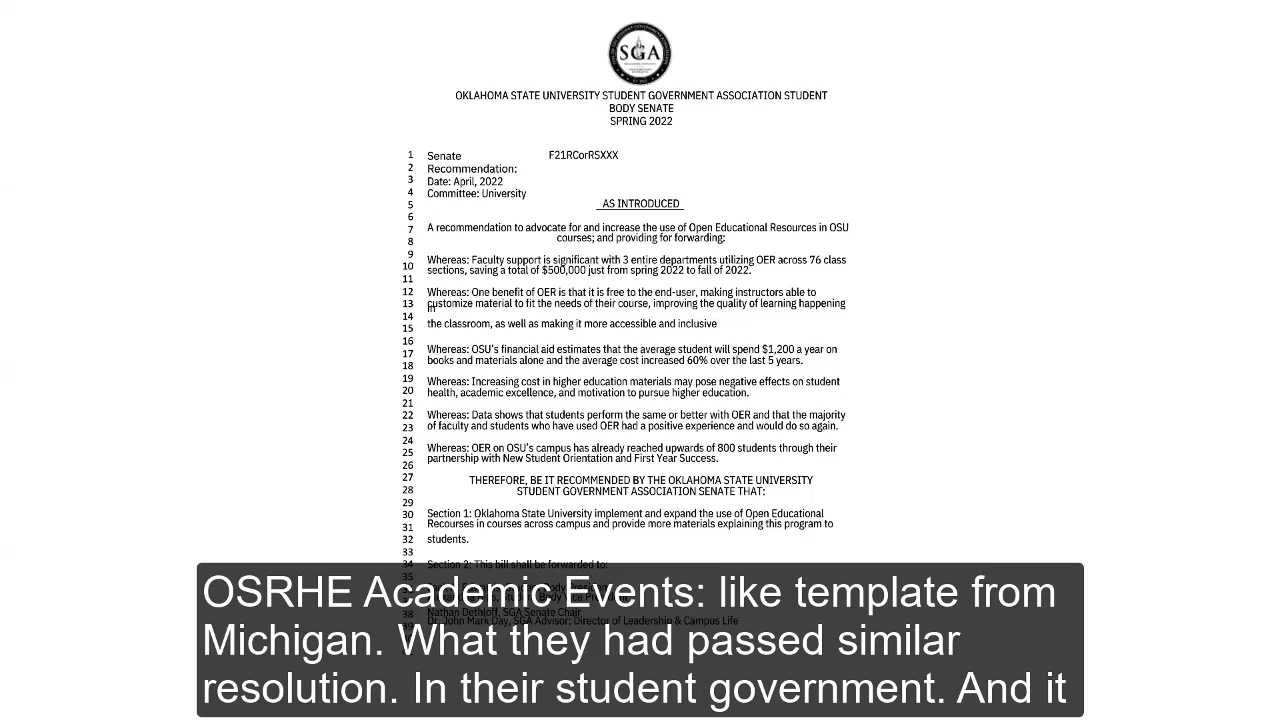 SGA
OKLAHOMA STATE UNIVERSITY STUDENT GOVERNMENT ASSOCIATION STUDENT
BODY SENATE
SPRING 2022
1 Senate F21RCorRSXXX
2 Recommendation:
3 Date: April, 2022
4 Committee: University
5 AS INTRODUCED
6
7 A recommendation to advocate for and increase the use of Open Educational Resources in OSU
8 courses; and providing for forwarding:
9
Whereas: Faculty support is significant with 3 entire departments utilizing OER across 76 class
10 sections, saving a total of $500,000 just from spring 2022 to fall of 2022.
11
12 Whereas: One benefit of OER is that it is free to the end-user, making instructors able to
13 customize material to fit the needs of their course, improving the quality of learning happening
in
14
15 the classroom, as well as making it more accessible and inclusive
16
17 Whereas: OSU's financial aid estimates that the average student will spend $1,200 a year on
18 books and materials alone and the average cost increased 60% over the last 5 years.
19 Whereas: Increasing cost in higher education materials may pose negative effects on student
20 health, academic excellence, and motivation to pursue higher education.
21
22 Whereas: Data shows that students perform the same or better with OER and that the majority
23 of faculty and students who have used OER had a positive experience and would do so again.
24
25 Whereas: OER on OSU's campus has already reached upwards of 800 students through their
26 partnership with New Student Orientation and First Year Success.
27 THEREFORE, BE IT RECOMMENDED BY THE OKLAHOMA STATE UNIVERSITY
28 STUDENT GOVERNMENT ASSOCIATION SENATE THAT:
29
30 Section 1: Oklahoma State University implement and expand the use of Open Educational
31 Recourses in courses across campus and provide more materials explaining this program to
32 students.
33
34 Section 2: This bill shall be forwarded to:
35
38 Nathan Dethloff, SGA Senate Chair
39 Dr. John Mark Day, SGA Advisor; Director of Leadership & Campus Life
OSRHE Academic Events: like template from
Michigan. What they had passed similar
resolution. In their student government. And it